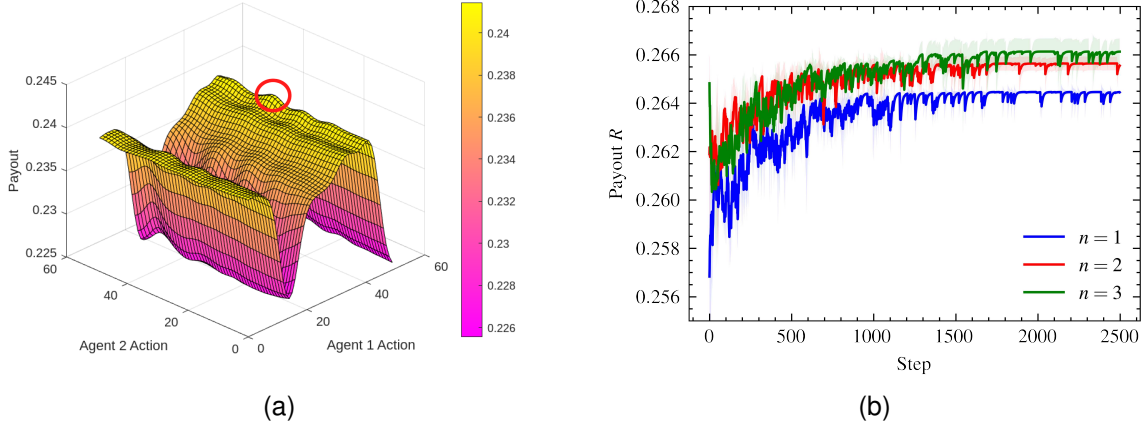 0.245
0.24
0.235
0.23
0.225
Payout
60
40
20
0
Agent 2 Action
0
20
40
60
Agent 1 Action
0.24
0.238
0.236
0.234
0.232
0.23
0.228
0.226
(a)
0.268
0.266
0.264
0.262
0.260
0.258
0.256
Payout R
n = 1
n = 2
n = 3
0 500 1000 1500 2000 2500
Step
(b)